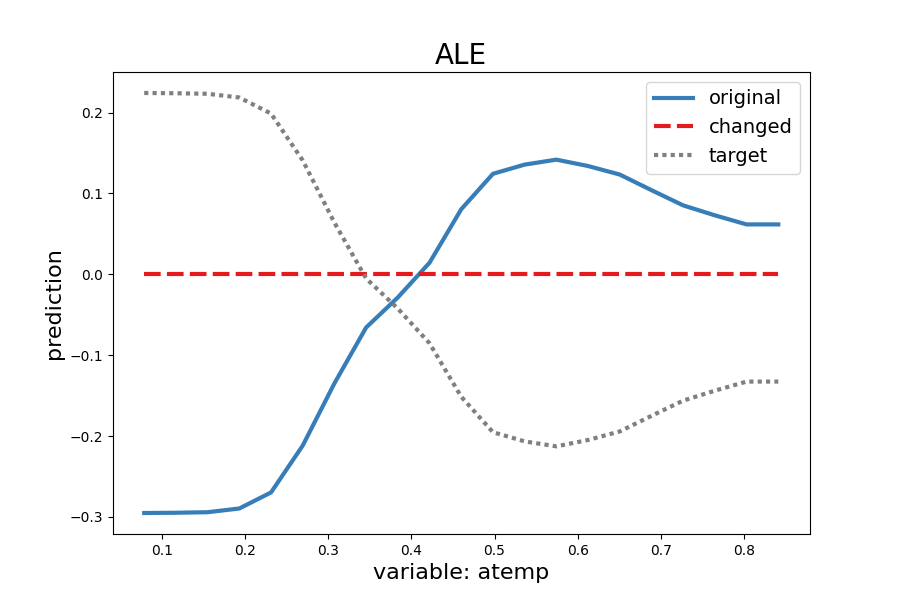 ALE
original
changed
target
0.2
0.1
0.0
−0.1
−0.2
−0.3
prediction
0.1 0.2 0.3 0.4 0.5 0.6 0.7 0.8
variable: atemp